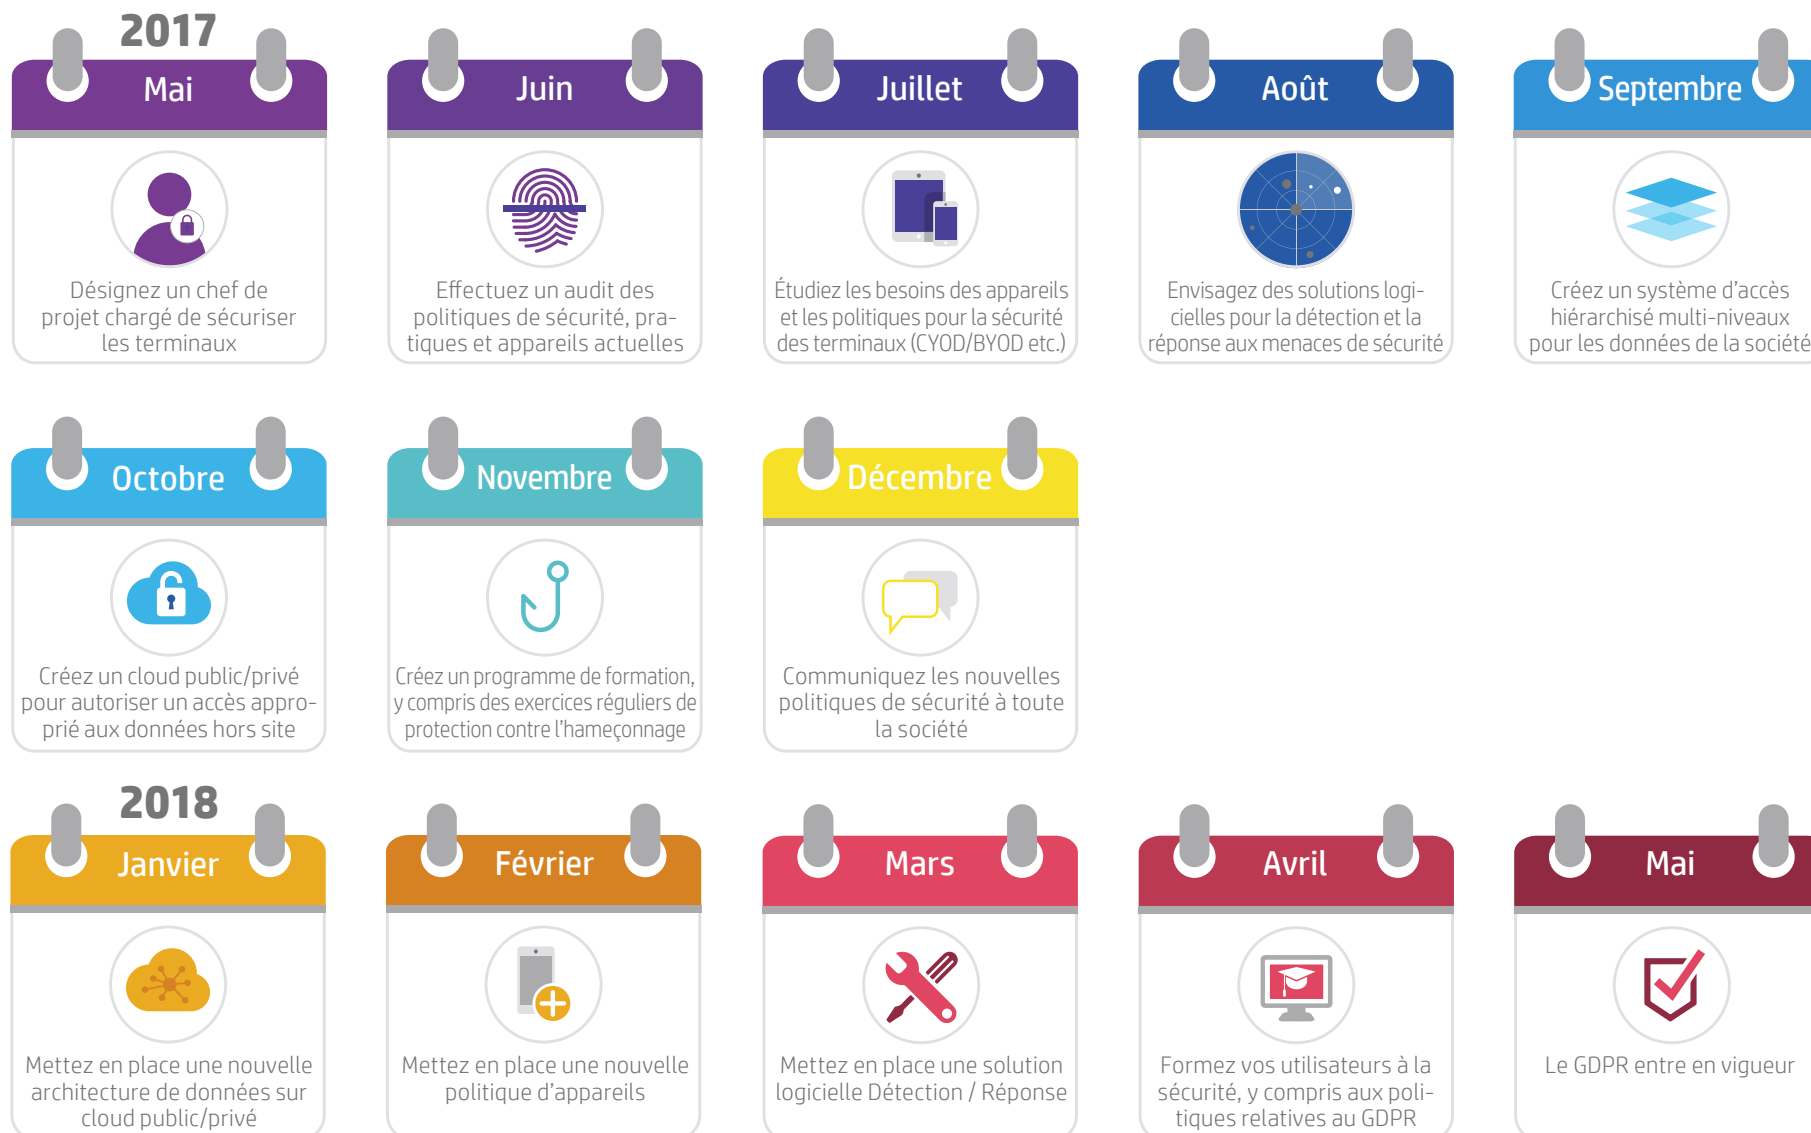 2017
Mai
Désignez un chef de
projet chargé de sécuriser
les terminaux
Juin
Effectuez un audit des
politiques de sécurité, pra-
tiques et appareils actuelles
Juillet
Étudiez les besoins des appareils
et les politiques pour la sécurité
des terminaux (CYOD/BYOD etc.)
Août
Envisagez des solutions logi-
cielles pour la détection et la
réponse aux menaces de sécurité
Septembre
Créez un système d'accès
hiérarchisé multi-niveaux
pour les données de la société
Octobre
Créez un cloud public/privé
pour autoriser un accès appro-
prié aux données hors site
Novembre
Créez un programme de formation,
y compris des exercices réguliers de
protection contre l'hameçonnage
Décembre
Communiquez les nouvelles
politiques de sécurité à toute
la société
2018
Janvier
Mettez en place une nouvelle
architecture de données sur
cloud public/privé
Février
Mettez en place une nouvelle
politique d'appareils
Mars
Mettez en place une solution
logicielle Détection / Réponse
Avril
Formez vos utilisateurs à la
sécurité, y compris aux poli-
tiques relatives au GDPR
Mai
Le GDPR entre en vigueur